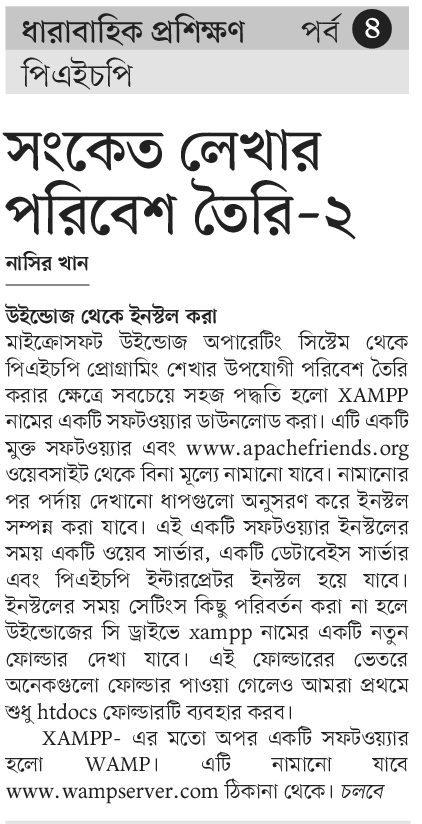 ধারাবাহিক প্রশিক্ষণ পর্ব ৪
পিএইচপি
সংকেত লেখার
পরিবেশ তৈরি-২
নাসির খান
উইন্ডোজ থেকে ইনস্টল করা
মাইক্রোসফট উইন্ডোজ অপারেটিং সিস্টেম থেকে
পিএইচপি প্রোগ্রামিং শেখার উপযোগী পরিবেশ তৈরি
করার ক্ষেত্রে সবচেয়ে সহজ পদ্ধতি হলো XAMPP
নামের একটি সফটওয়্যার ডাউনলোড করা। এটি একটি
মুক্ত সফটওয়্যার এবং www.apachefriends.org
ওয়েবসাইট থেকে বিনা মূল্যে নামানো যাবে। নামানোর
পর পর্দায় দেখানো ধাপগুলো অনুসরণ করে ইনস্টল
সম্পন্ন করা যাবে। এই একটি সফটওয়্যার ইনস্টলের
সময় একটি ওয়েব সার্ভার, একটি ডেটাবেইস সার্ভার
এবং পিএইচপি ইন্টারপ্রেটর ইনস্টল হয়ে যাবে।
ইনস্টলের সময় সেটিংস কিছু পরিবর্তন করা না হলে
উইন্ডোজের সি ড্রাইভে xampp নামের একটি নতুন
ফোল্ডার দেখা যাবে। এই ফোল্ডারের ভেতরে
অনেকগুলো ফোল্ডার পাওয়া গেলেও আমরা প্রথমে
শুধু htdocs ফোল্ডারটি ব্যবহার করব।
XAMPP- এর মতো অপর একটি সফটওয়্যার
হলো WAMP। এটি নামানো যাবে
www.wampserver.com ঠিকানা থেকে। চলবে